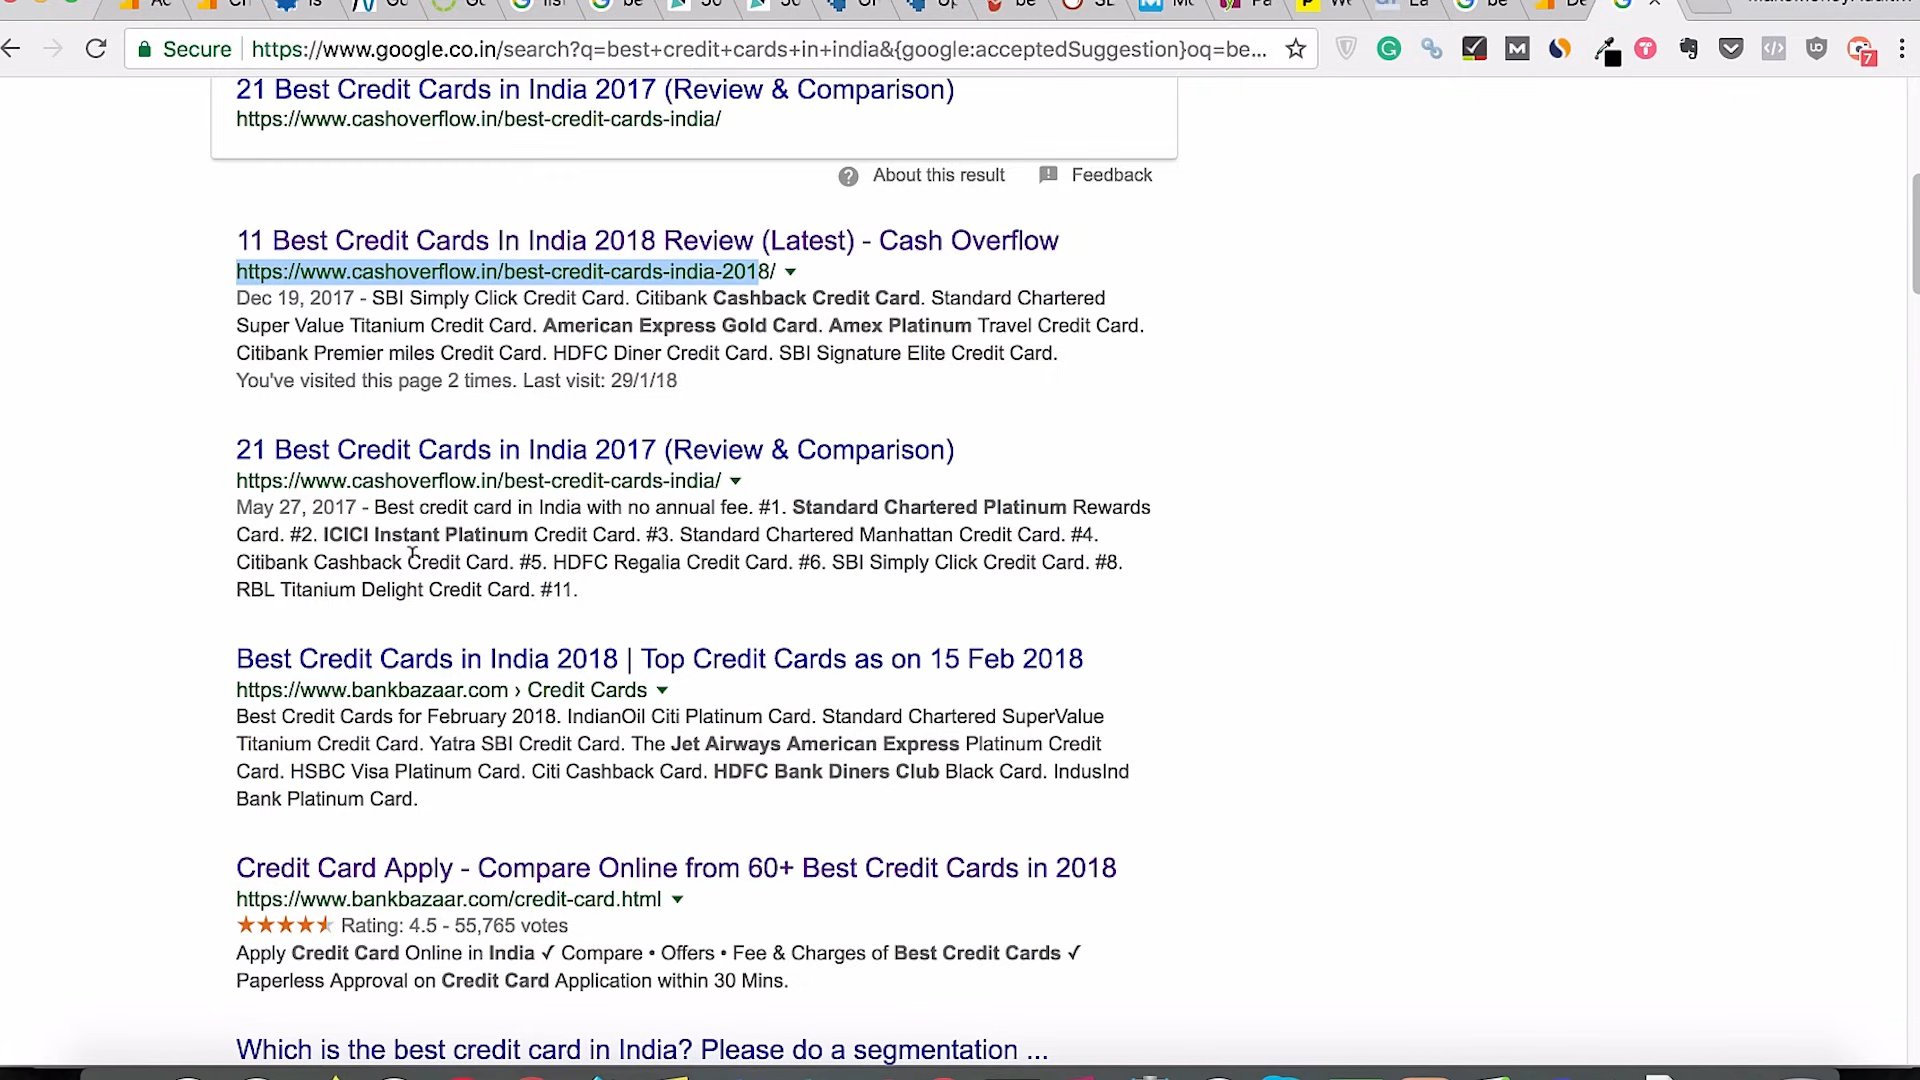 Secure https://www.google.co.in/search?q=best+credit+cards+in+india&{google:acceptedSuggestion}oq=be...
7
21 Best Credit Cards in India 2017 (Review & Comparison)
https://www.cashoverflow.in/best-credit-cards-india/
About this result Feedback
11 Best Credit Cards In India 2018 Review (Latest) - Cash Overflow
https://www.cashoverflow.in/best-credit-cards-india-2018/
Dec 19, 2017 - SBI Simply Click Credit Card. Citibank Cashback Credit Card. Standard Chartered
Super Value Titanium Credit Card. American Express Gold Card. Amex Platinum Travel Credit Card.
Citibank Premier miles Credit Card. HDFC Diner Credit Card. SBI Signature Elite Credit Card.
You've visited this page 2 times. Last visit: 29/1/18
21 Best Credit Cards in India 2017 (Review & Comparison)
https://www.cashoverflow.in/best-credit-cards-india/
May 27, 2017 - Best credit card in India with no annual fee. #1. Standard Chartered Platinum Rewards
Card. #2. ICICI Instant Platinum Credit Card. #3. Standard Chartered Manhattan Credit Card. #4.
Citibank Cashback Credit Card. #5. HDFC Regalia Credit Card. #6. SBI Simply Click Credit Card. #8.
RBL Titanium Delight Credit Card. #11.
Best Credit Cards in India 2018 | Top Credit Cards as on 15 Feb 2018
https://www.bankbazaar.com › Credit Cards
Best Credit Cards for February 2018. IndianOil Citi Platinum Card. Standard Chartered SuperValue
Titanium Credit Card. Yatra SBI Credit Card. The Jet Airways American Express Platinum Credit
Card. HSBC Visa Platinum Card. Citi Cashback Card. HDFC Bank Diners Club Black Card. IndusInd
Bank Platinum Card.
Credit Card Apply - Compare Online from 60+ Best Credit Cards in 2018
https://www.bankbazaar.com/credit-card.html
Rating: 4.5 - 55,765 votes
Apply Credit Card Online in India ✓ Compare • Offers • Fee & Charges of Best Credit Cards ✓
Paperless Approval on Credit Card Application within 30 Mins.
Which is the best credit card in India? Please do a segmentation ...